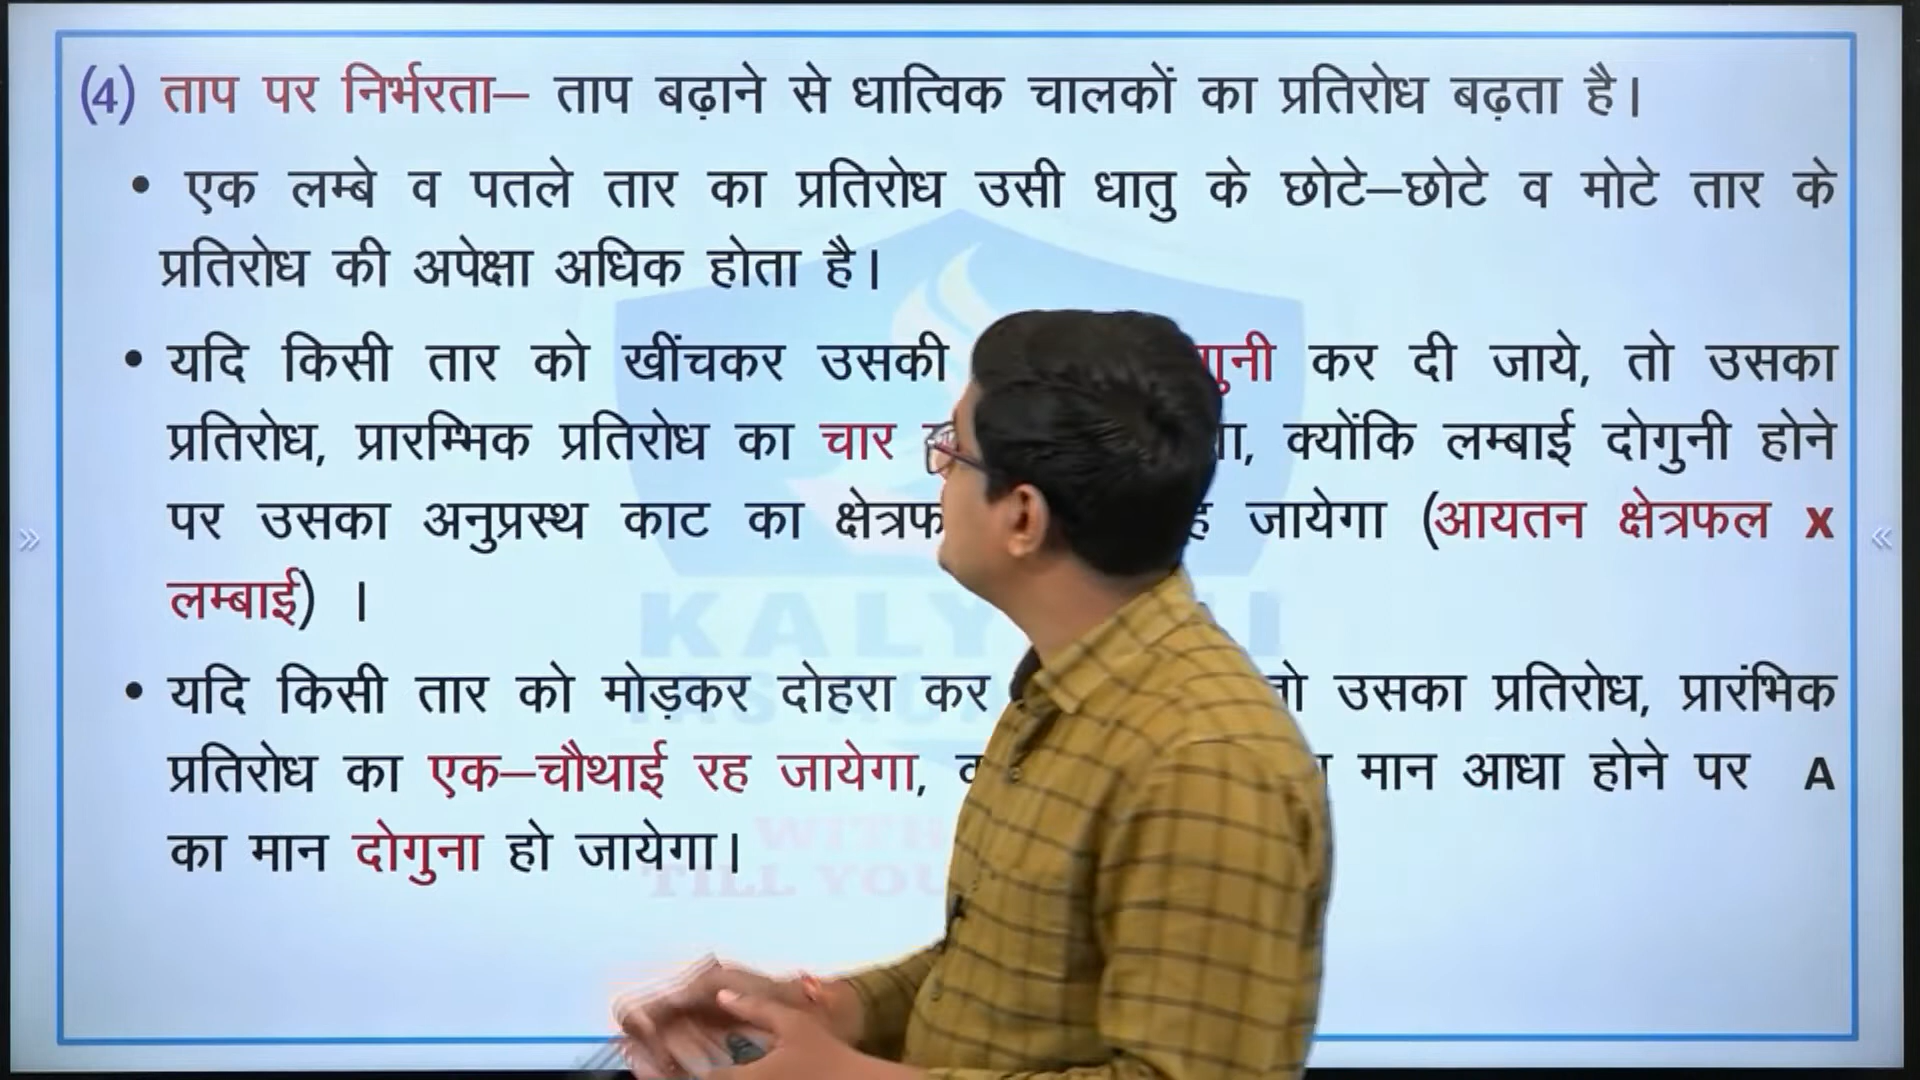 (4) ताप पर निर्भरता– ताप बढ़ाने से धात्विक चालकों का प्रतिरोध बढ़ता है।
• एक लम्बे व पतले तार का प्रतिरोध उसी धातु के छोटे–छोटे व मोटे तार के
प्रतिरोध की अपेक्षा अधिक होता है।
• यदि किसी तार को खींचकर उसकी कर दी जाये, तो उसका
प्रतिरोध, प्रारम्भिक प्रतिरोध का चार क्योंकि लम्बाई दोगुनी होने
पर उसका अनुप्रस्थ काट का जायेगा (आयतन क्षेत्रफल x
लम्बाई) ।
• यदि किसी तार को मोड़कर दोहरा कर उसका प्रतिरोध, प्रारंभिक
प्रतिरोध का एक–चौथाई रह जायेगा, मान आधा होने पर A
का मान दोगुना हो जायेगा।
TILL